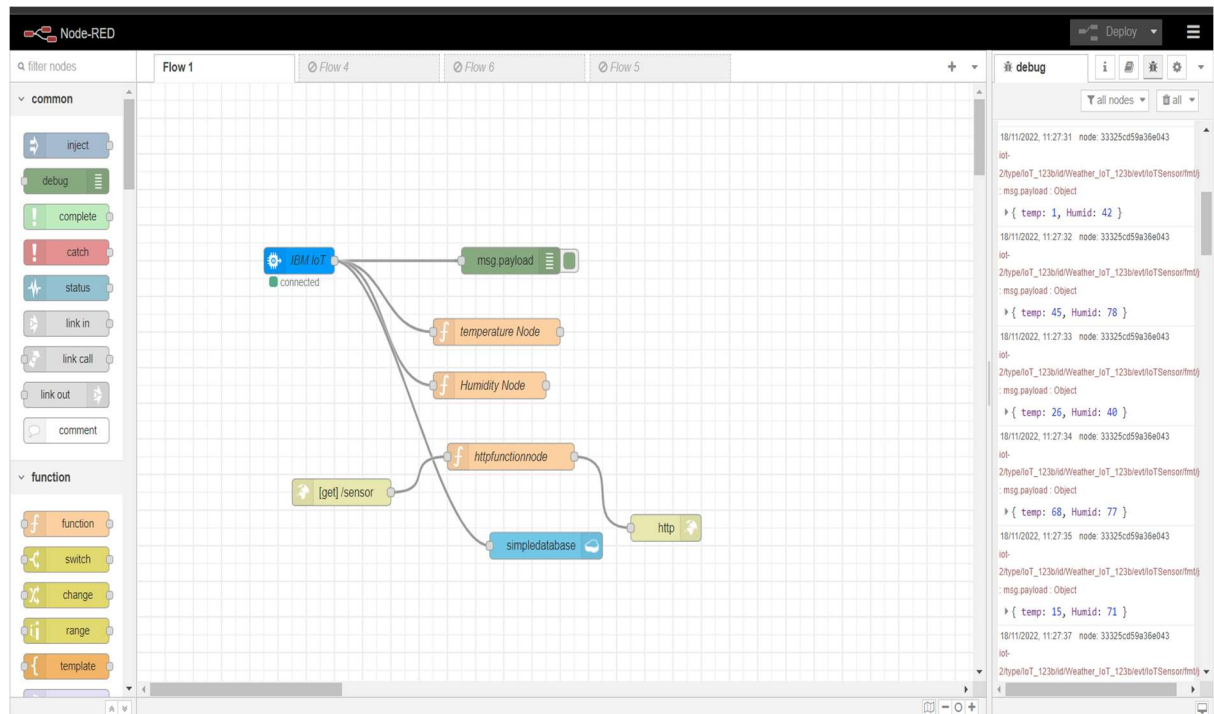 Node-RED
Deploy
filter nodes
Flow 1
Flow 4
Flow 6
Flow 5
debug
i
all nodes
all
common
inject
debug
complete
catch
status
link in
link call
link out
comment
function
function
switch
change
range
template
IBM IoT
connected
msg.payload
temperature Node
Humidity Node
httpfunctionnode
[get] /sensor
http
simpledatabase
18/11/2022, 11:27:31 node: 33325cd59a36e043
iot-
2/type/IoT_123b/id/Weather_IoT_123b/evt/IoTSensor/fmt/j
: msg.payload : Object
{ temp: 1, Humid: 42 }
18/11/2022, 11:27:32 node: 33325cd59a36e043
iot-
2/type/IoT_123b/id/Weather_IoT_123b/evt/IoTSensor/fmt/j
: msg.payload : Object
{ temp: 45, Humid: 78 }
18/11/2022, 11:27:33 node: 33325cd59a36e043
iot-
2/type/IoT_123b/id/Weather_IoT_123b/evt/IoTSensor/fmt/j
: msg.payload : Object
{ temp: 26, Humid: 40 }
18/11/2022, 11:27:34 node: 33325cd59a36e043
iot-
2/type/IoT_123b/id/Weather_IoT_123b/evt/IoTSensor/fmt/j
: msg.payload : Object
{ temp: 68, Humid: 77 }
18/11/2022, 11:27:35 node: 33325cd59a36e043
iot-
2/type/IoT_123b/id/Weather_IoT_123b/evt/IoTSensor/fmt/j
: msg.payload : Object
{ temp: 15, Humid: 71 }
18/11/2022, 11:27:37 node: 33325cd59a36e043
iot-
2/type/IoT_123b/id/Weather_IoT_123b/evt/IoTSensor/fmt/j